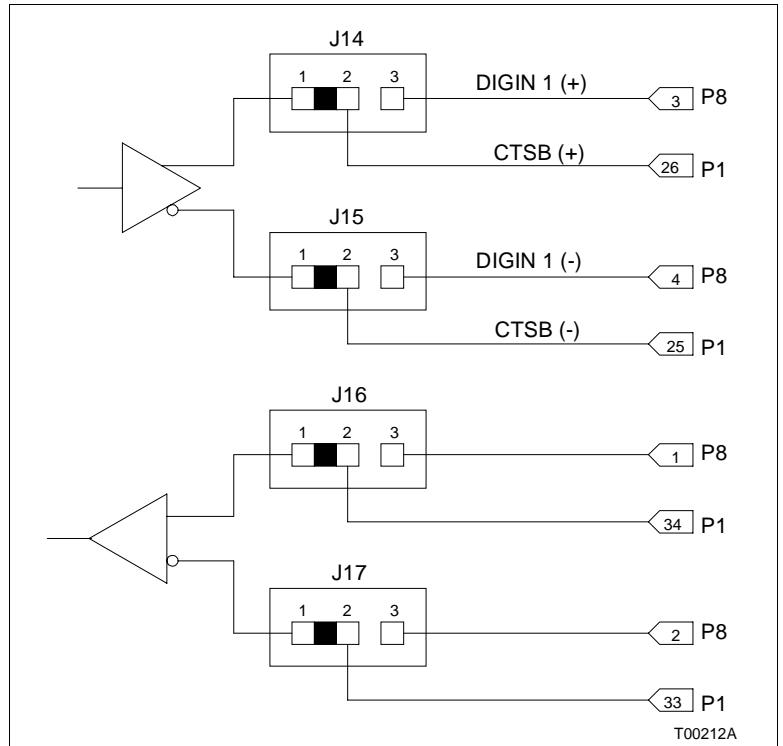 J14
1 2 3
DIGIN 1 (+)
3 P8
CTSB (+)
26 P1
J15
1 2 3
DIGIN 1 (-)
4 P8
CTSB (-)
25 P1
J16
1 2 3
1 P8
34 P1
J17
1 2 3
2 P8
33 P1
T00212A